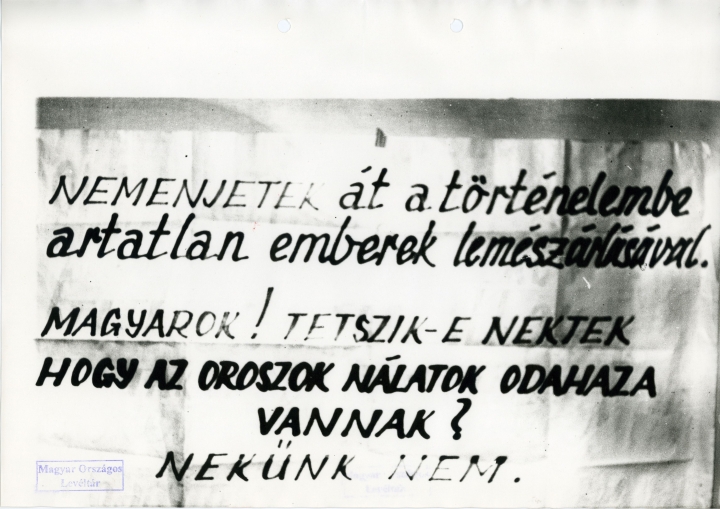 NEMENJETEK át a történelembe
artatlan emberek lemészárlásával.
MAGYAROK! TETSZIK-E NEKTEK
HOGY AZ OROSZOK NÁLATOK ODAHAZA
VANNAK?
NEKÜNK NEM.
Magyar Országos
Levéltár